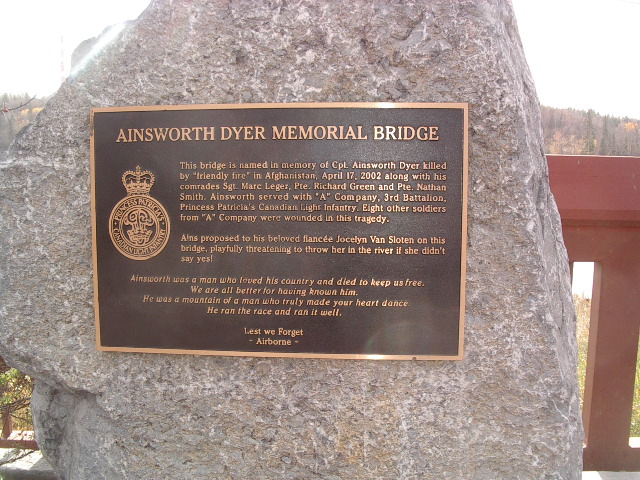 AINSWORTH DYER MEMORIAL BRIDGE
This bridge is named in memory of Cpl. Ainsworth Dyer killed
by "friendly fire" in Afghanistan, April 17, 2002 along with his
comrades Sgt. Marc Leger, Pte. Richard Green and Pte. Nathan
Smith. Ainsworth served with "A" Company, 3rd Battalion,
Princess Patricia's Canadian Light Infantry. Eight other soldiers
from "A" Company were wounded in this tragedy.
Ains proposed to his beloved fiancée Jocelyn Van Sloten on this
bridge, playfully threatening to throw her in the river if she didn't
say yes!
Ainsworth was a man who loved his country and died to keep us free.
We are all better for having known him.
He was a mountain of a man who truly made your heart dance.
He ran the race and ran it well.
Lest we Forget
~ Airborne ~